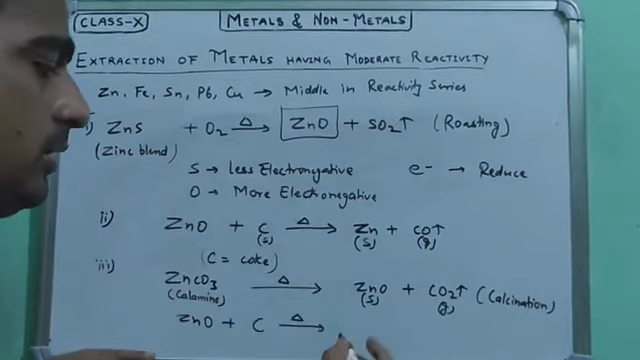 CLASS-X
METALS & NON-METALS
EXTRACTION OF METALS HAVING MODERATE REACTIVITY
Zn, Fe, Sn, Pb, Cu → Middle in Reactivity Series
i) ZnS + O₂ —Δ→ ZnO + SO₂↑ (Roasting)
(Zinc blend)
S → less Electrongative e- → Reduce
O → More Electronegative
ii) ZnO + C —Δ→ Zn + CO↑
(s) (s) (g)
(C = coke)
iii) ZnCO₃ —Δ→ ZnO + CO₂↑ (Calcination)
(Calamine) (s) (g)
ZnO + C —Δ→